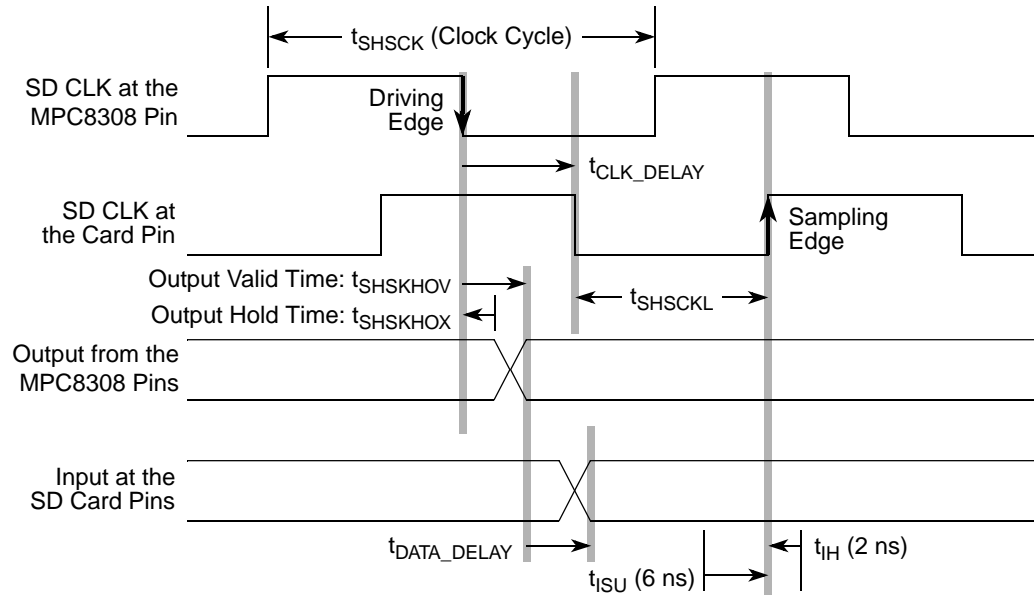 tSHSCK (Clock Cycle)
SD CLK at the
MPC8308 Pin
Driving
Edge
tCLK_DELAY
SD CLK at
the Card Pin
Sampling
Edge
Output Valid Time: tSHSKHOV
tSHSCKL
Output Hold Time: tSHSKHOX
Output from the
MPC8308 Pins
Input at the
SD Card Pins
tDATA_DELAY
tIH (2 ns)
tISU (6 ns)